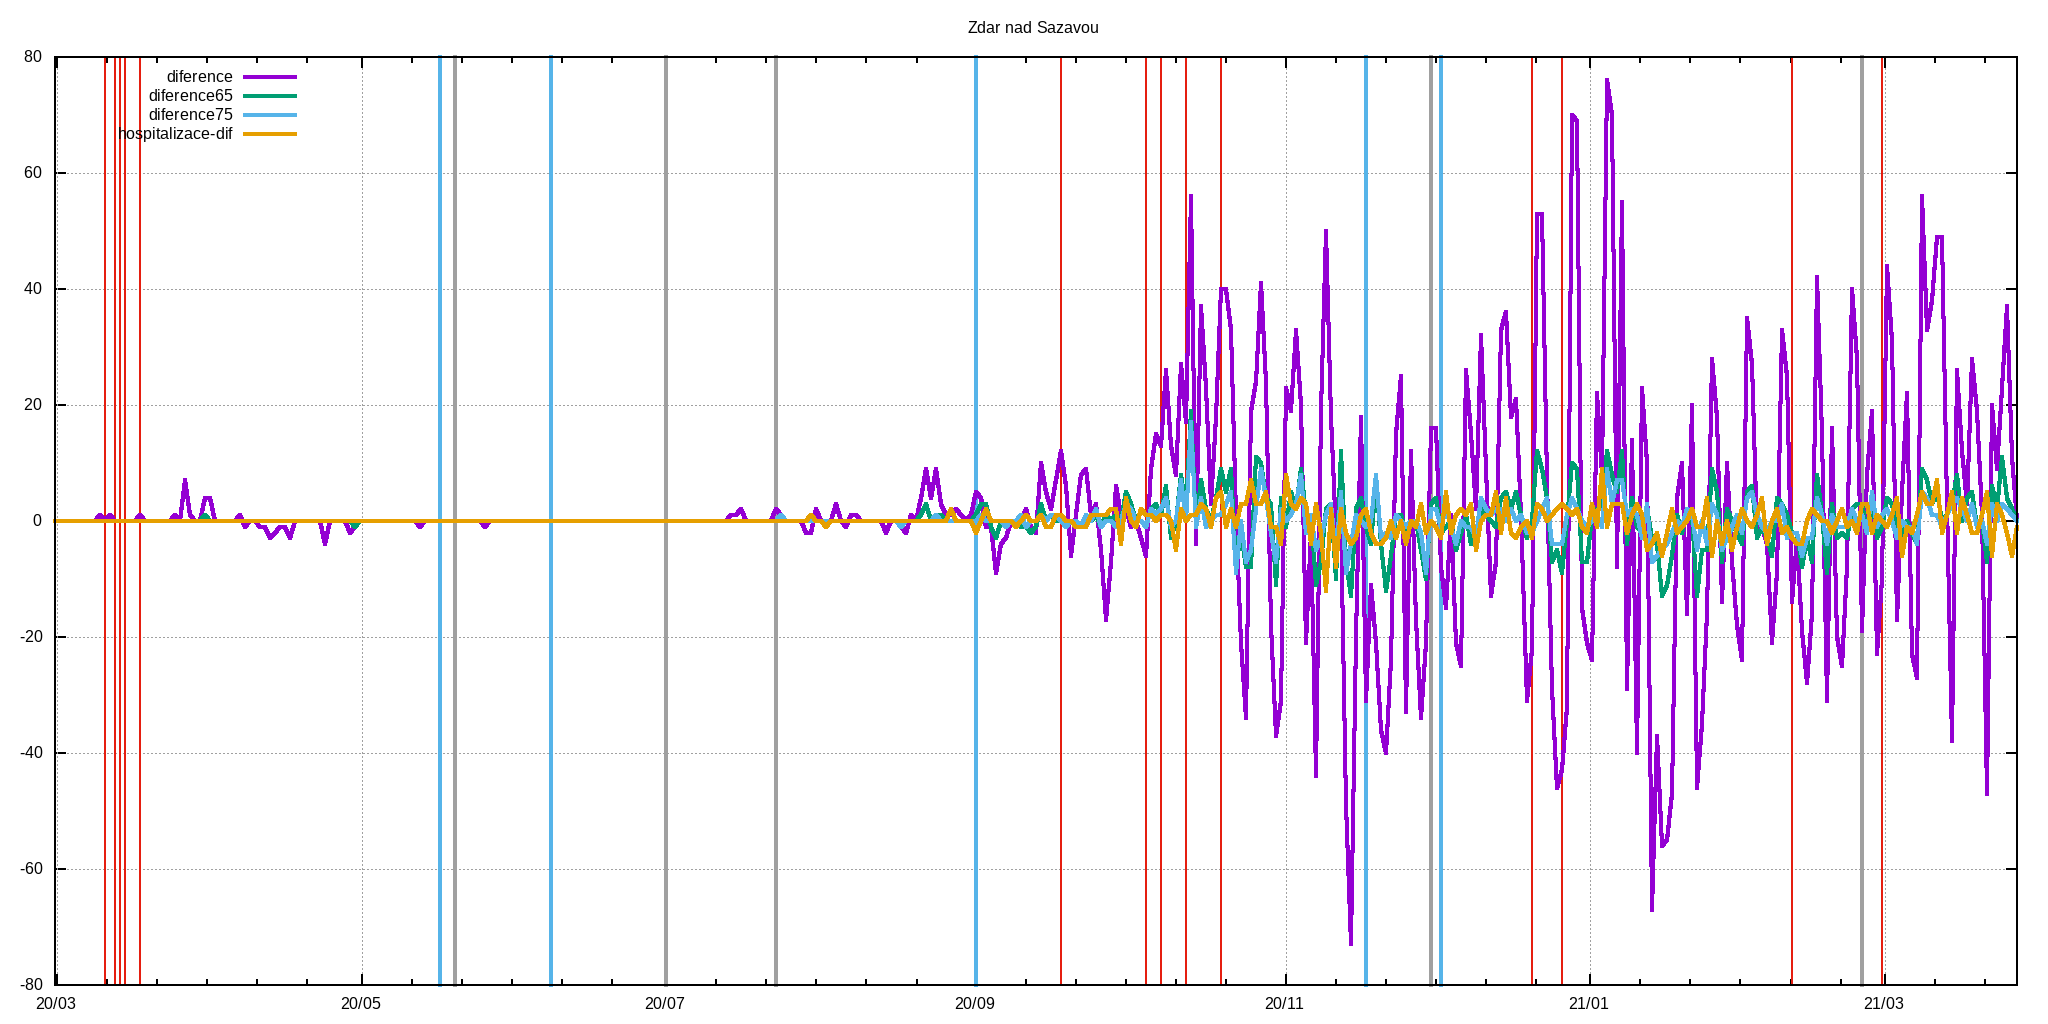 Zdar nad Sazavou
80
60
40
20
0
-20
-40
-60
-80
diference
diference65
diference75
hospitalizace-dif
20/03 20/05 20/07 20/09 20/11 21/01 21/03